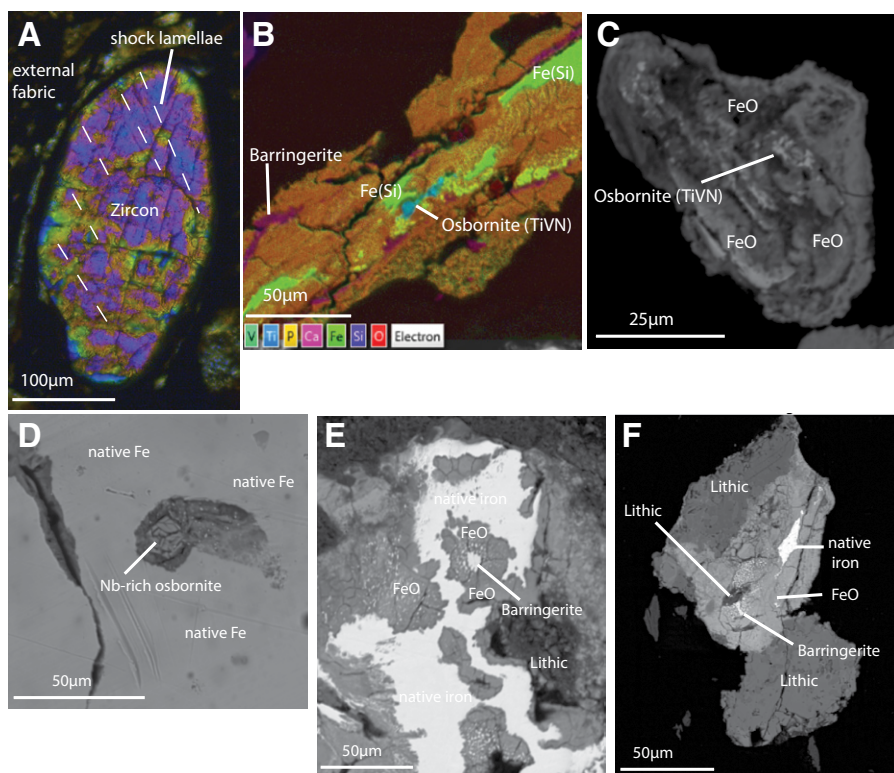 A
shock lamellae
external
fabric
Zircon
100µm
B
Fe(Si)
Barringerite
Fe(Si)
Osbornite (TiVN)
50µm
V Ti P Ca Fe Si O Electron
C
FeO
Osbornite (TiVN)
FeO
FeO
25µm
D
native Fe
native Fe
Nb-rich osbornite
native Fe
50µm
E
native iron
FeO
FeO
FeO
Barringerite
Lithic
native iron
50µm
F
Lithic
Lithic
native
iron
FeO
Barringerite
Lithic
50µm